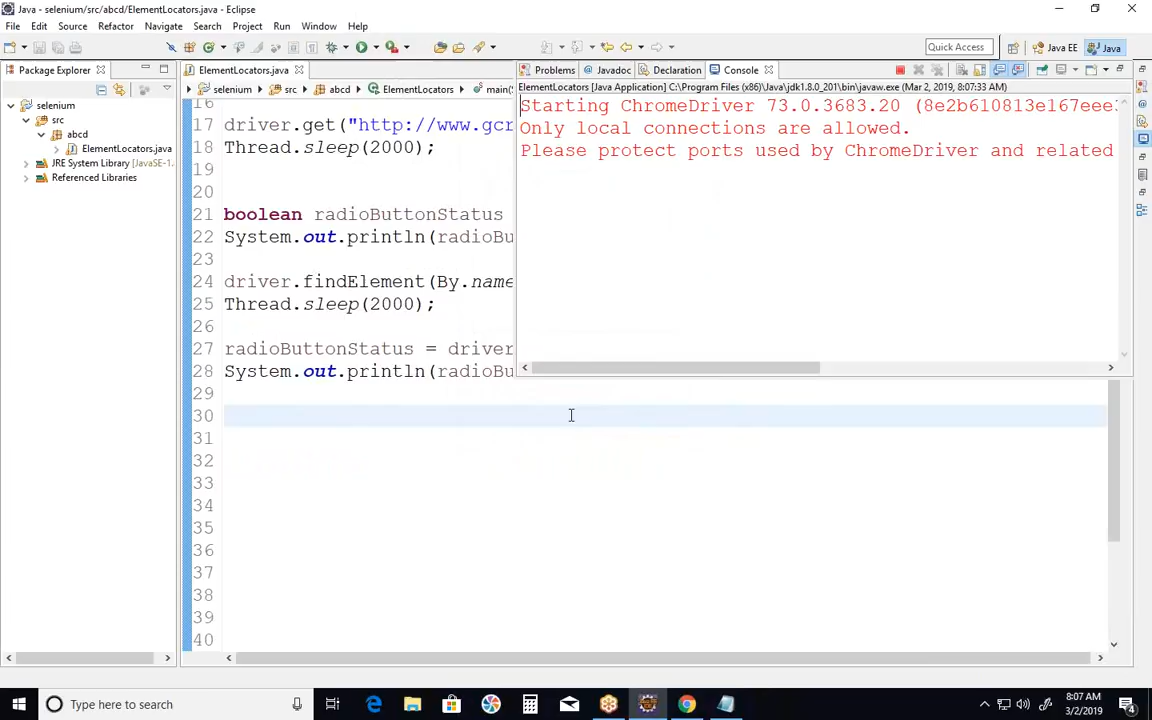 Java - selenium/src/abcd/ElementLocators.java - Eclipse
File Edit Source Refactor Navigate Search Project Run Window Help
Quick Access
Java EE
Java
Package Explorer
ElementLocators.java
Problems
Javadoc
Declaration
Console
selenium
src
abcd
ElementLocators
main(S
ElementLocators [Java Application] C:\Program Files (x86)\Java\jdk1.8.0_201\bin\javaw.exe (Mar 2, 2019, 8:07:33 AM)
selenium
src
abcd
ElementLocators.java
JRE System Library [JavaSE-1.
Referenced Libraries
Starting ChromeDriver 73.0.3683.20 (8e2b610813e167eee
Only local connections are allowed.
Please protect ports used by ChromeDriver and related
16
17 driver.get("http://www.gcr
18 Thread.sleep(2000);
19
20
21 boolean radioButtonStatus
22 System.out.println(radioBu
23
24 driver.findElement(By.name
25 Thread.sleep(2000);
26
27 radioButtonStatus = driver
28 System.out.println(radioBu
29
30
31
32
33
34
35
36
37
38
39
40
Type here to search
8:07 AM
3/2/2019
4